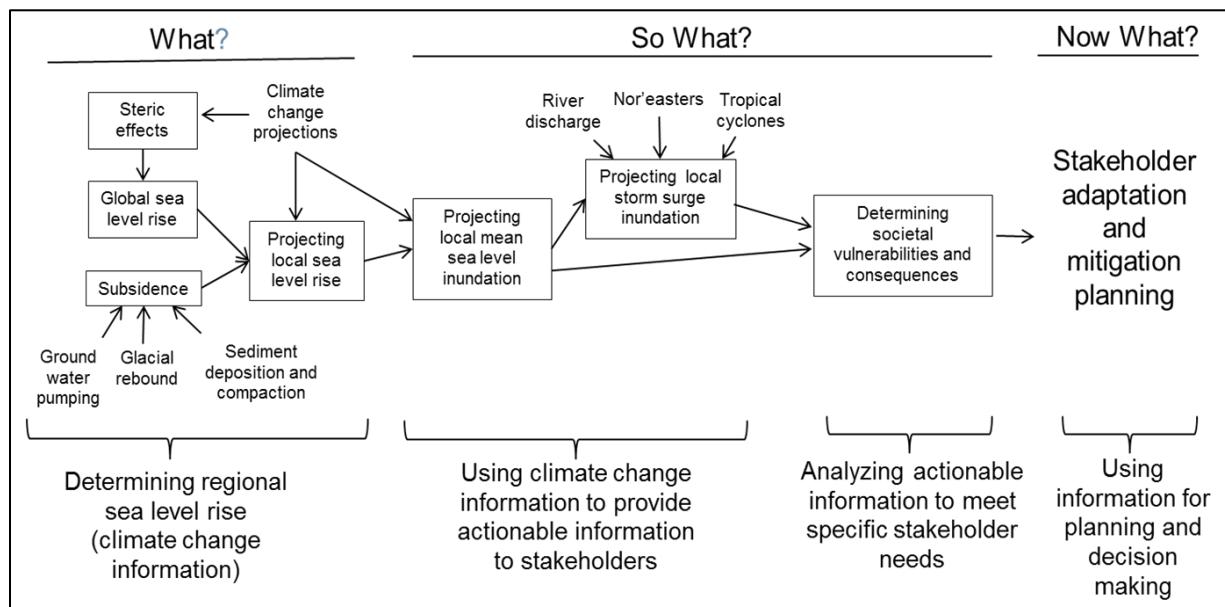 What?
So What?
Now What?
Steric
effects
Climate
change
projections
Global sea
level rise
Projecting
local sea
level rise
Subsidence
Ground
water
pumping
Glacial
rebound
Sediment
deposition and
compaction
River
discharge
Nor'easters
Tropical
cyclones
Projecting local
storm surge
inundation
Projecting
local mean
sea level
inundation
Determining
societal
vulnerabilities and
consequences
Stakeholder
adaptation
and
mitigation
planning
Determining regional
sea level rise
(climate change
information)
Using climate change
information to provide
actionable information
to stakeholders
Analyzing actionable
information to meet
specific stakeholder
needs
Using
information for
planning and
decision
making